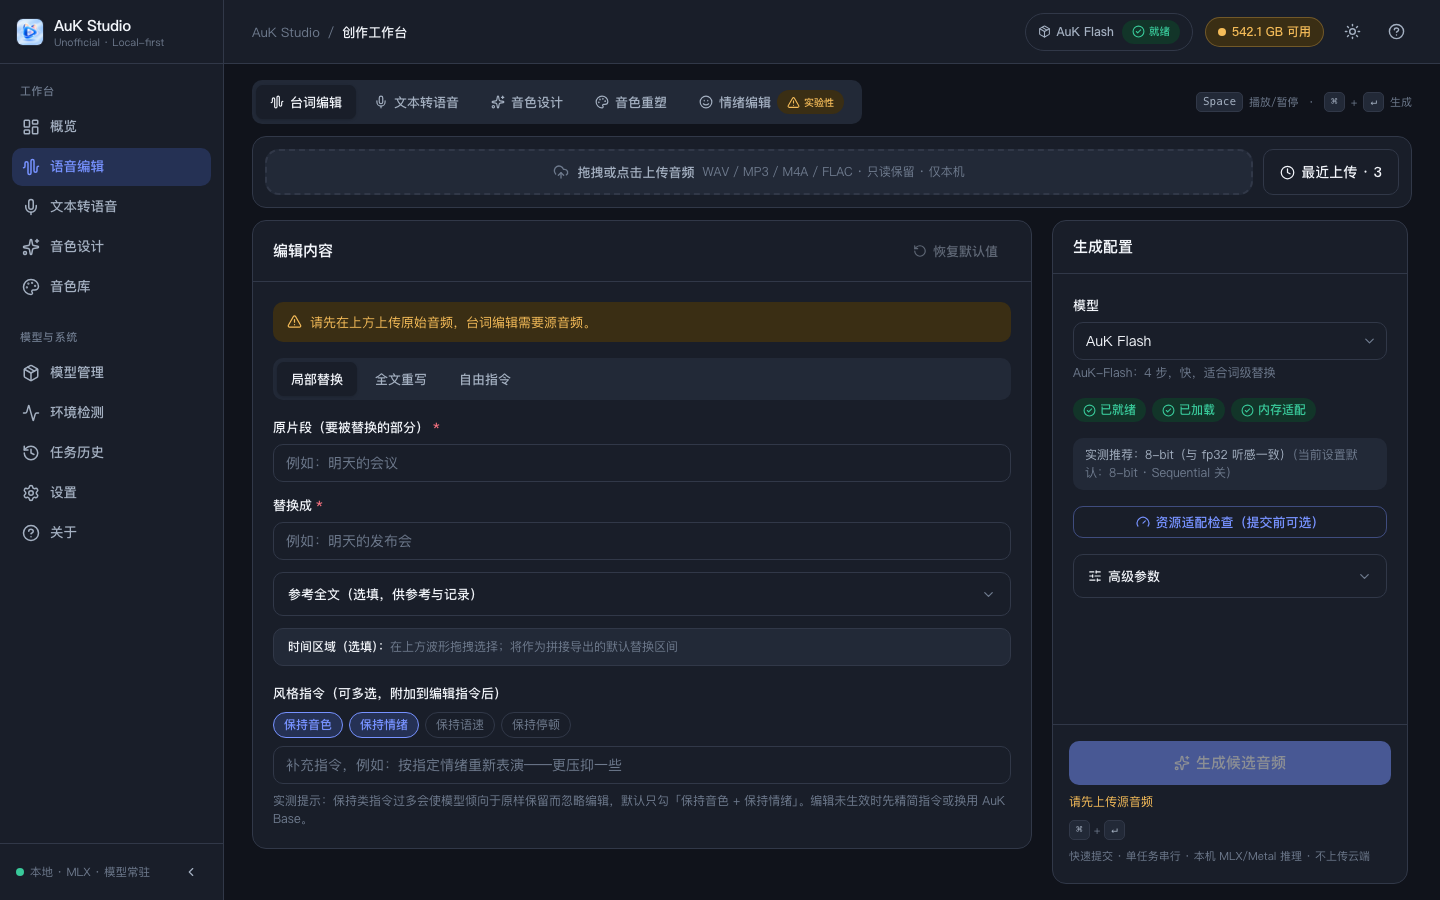 AuK Studio
Unofficial · Local-first
AuK Studio / 创作工作台
AuK Flash 就绪
542.1 GB 可用
工作台
概览
语音编辑
文本转语音
音色设计
音色库
模型与系统
模型管理
环境检测
任务历史
设置
关于
本地 · MLX · 模型常驻
台词编辑 文本转语音 音色设计 音色重塑 情绪编辑 实验性
Space 播放/暂停 · ⌘ + ↵ 生成
拖拽或点击上传音频 WAV / MP3 / M4A / FLAC · 只读保留 · 仅本机
最近上传 · 3
编辑内容
恢复默认值
请先在上方上传原始音频，台词编辑需要源音频。
局部替换 全文重写 自由指令
原片段（要被替换的部分） *
例如：明天的会议
替换成 *
例如：明天的发布会
参考全文（选填，供参考与记录）
时间区域（选填）：在上方波形拖拽选择；将作为拼接导出的默认替换区间
风格指令（可多选，附加到编辑指令后）
保持音色 保持情绪 保持语速 保持停顿
补充指令，例如：按指定情绪重新表演——更压抑一些
实测提示：保持类指令过多会使模型倾向于原样保留而忽略编辑，默认只勾「保持音色 + 保持情绪」。编辑未生效时先精简指令或换用 AuK
Base。
生成配置
模型
AuK Flash
AuK-Flash：4 步，快，适合词级替换
已就绪 已加载 内存适配
实测推荐：8-bit（与 fp32 听感一致）（当前设置默
认：8-bit · Sequential 关）
资源适配检查（提交前可选）
高级参数
生成候选音频
请先上传源音频
⌘ + ↵
快速提交 · 单任务串行 · 本机 MLX/Metal 推理 · 不上传云端